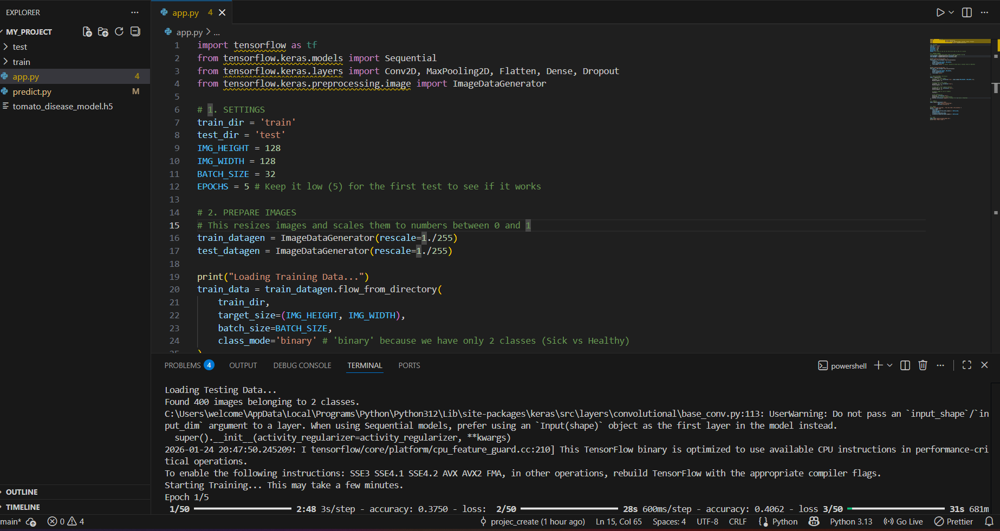 EXPLORER
MY_PROJECT
test
train
app.py 4
predict.py M
tomato_disease_model.h5
OUTLINE
TIMELINE
app.py 4
app.py > ...
1 import tensorflow as tf
2 from tensorflow.keras.models import Sequential
3 from tensorflow.keras.layers import Conv2D, MaxPooling2D, Flatten, Dense, Dropout
4 from tensorflow.keras.preprocessing.image import ImageDataGenerator
5
6 # 1. SETTINGS
7 train_dir = 'train'
8 test_dir = 'test'
9 IMG_HEIGHT = 128
10 IMG_WIDTH = 128
11 BATCH_SIZE = 32
12 EPOCHS = 5 # Keep it low (5) for the first test to see if it works
13
14 # 2. PREPARE IMAGES
15 # This resizes images and scales them to numbers between 0 and 1
16 train_datagen = ImageDataGenerator(rescale=1./255)
17 test_datagen = ImageDataGenerator(rescale=1./255)
18
19 print("Loading Training Data...")
20 train_data = train_datagen.flow_from_directory(
21 train_dir,
22 target_size=(IMG_HEIGHT, IMG_WIDTH),
23 batch_size=BATCH_SIZE,
24 class_mode='binary' # 'binary' because we have only 2 classes (Sick vs Healthy)
25 )
PROBLEMS 4 OUTPUT DEBUG CONSOLE TERMINAL PORTS powershell
Loading Testing Data...
Found 400 images belonging to 2 classes.
C:\Users\welcome\AppData\Local\Programs\Python\Python312\Lib\site-packages\keras\src\layers\convolutional\base_conv.py:113: UserWarning: Do not pass an `input_shape`/`in
put_dim` argument to a layer. When using Sequential models, prefer using an `Input(shape)` object as the first layer in the model instead.
super().__init__(activity_regularizer=activity_regularizer, **kwargs)
2026-01-24 20:47:50.245209: I tensorflow/core/platform/cpu_feature_guard.cc:210] This TensorFlow binary is optimized to use available CPU instructions in performance-cri
tical operations.
To enable the following instructions: SSE3 SSE4.1 SSE4.2 AVX AVX2 FMA, in other operations, rebuild TensorFlow with the appropriate compiler flags.
Starting Training... This may take a few minutes.
Epoch 1/5
1/50 2:48 3s/step - accuracy: 0.3750 - loss: 2/50 28s 600ms/step - accuracy: 0.4062 - loss 3/50 31s 681m
main* 0 4 projec_create (1 hour ago) Ln 15, Col 65 Spaces: 4 UTF-8 CRLF Python Python 3.13 Go Live Prettier